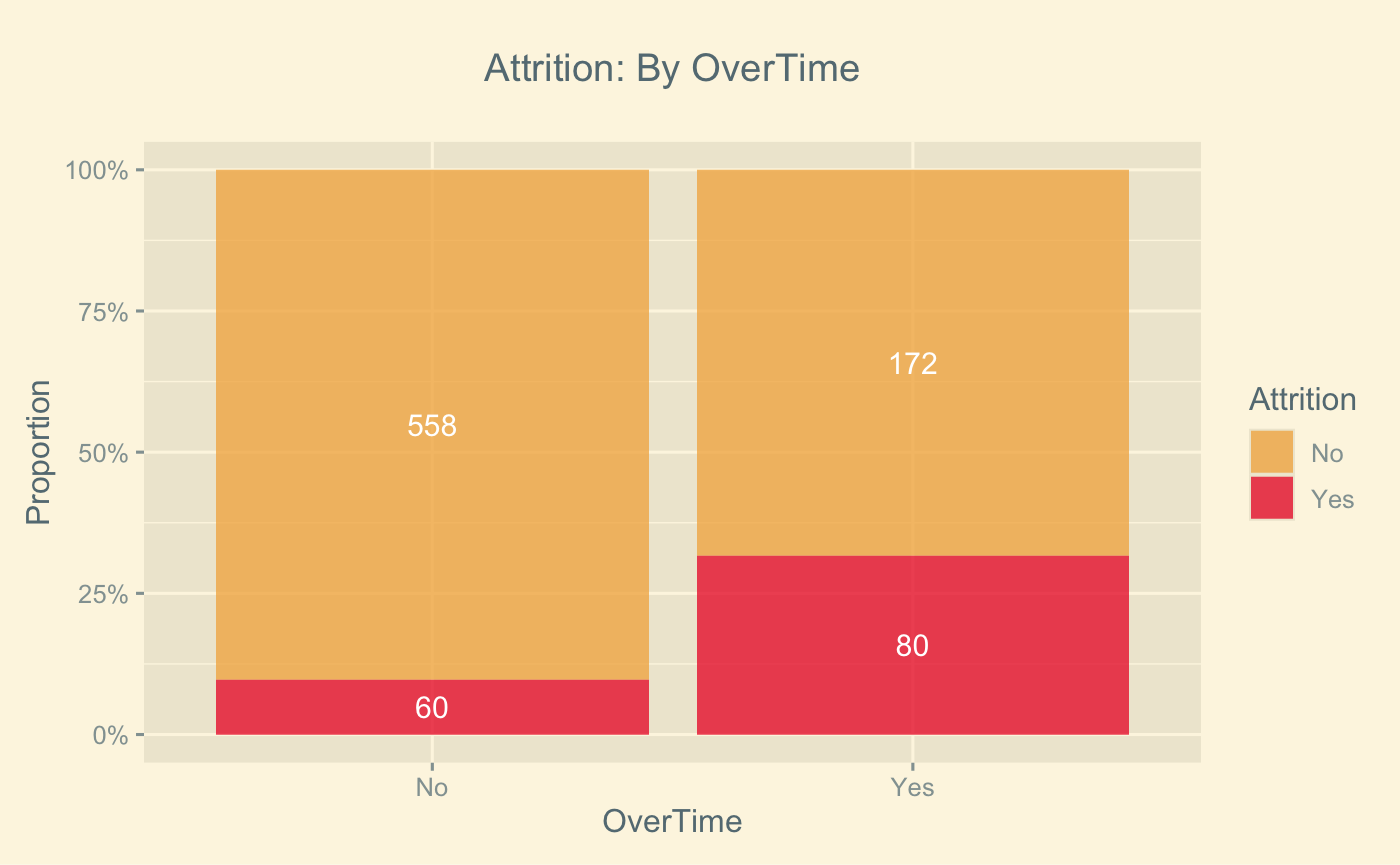 Attrition: By OverTime
100%
75%
50%
25%
0%
Proportion
558
172
60
80
No
Yes
OverTime
Attrition
No
Yes